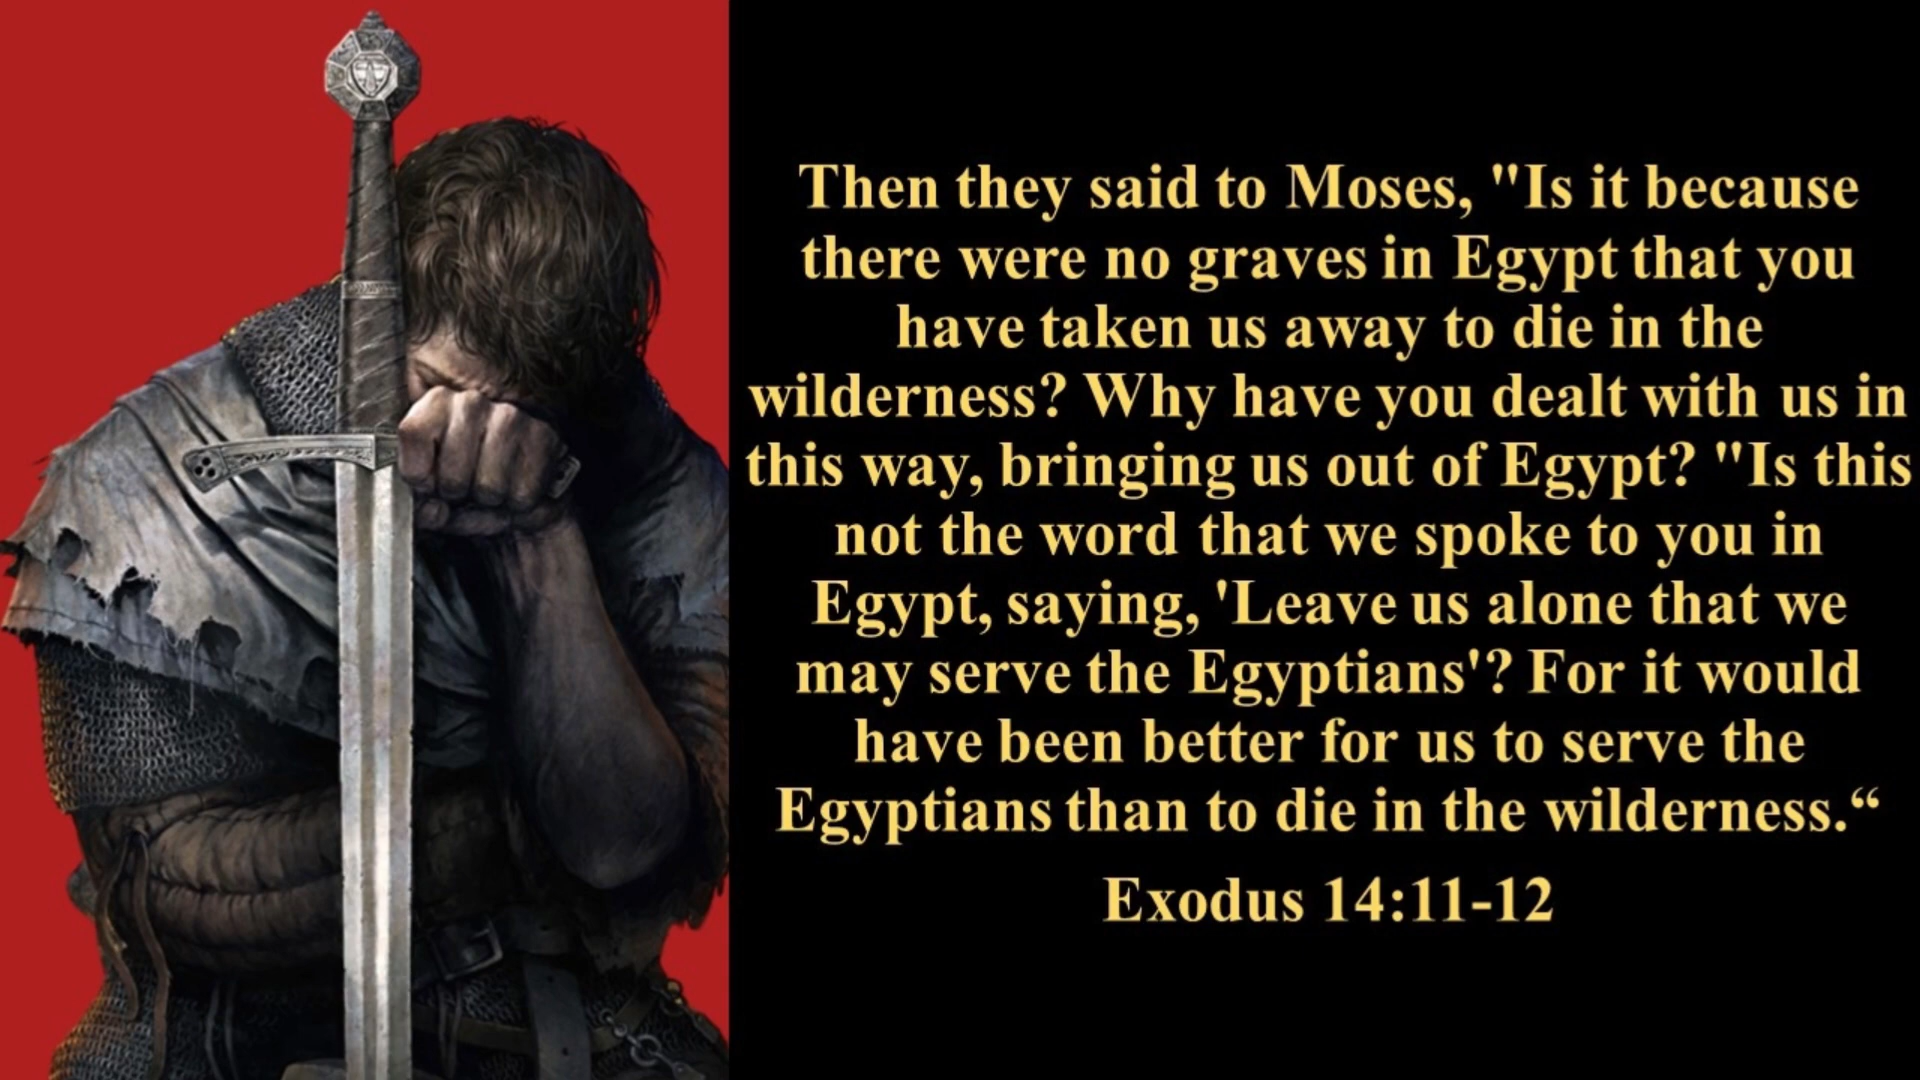 Then they said to Moses, "Is it because
there were no graves in Egypt that you
have taken us away to die in the
wilderness? Why have you dealt with us in
this way, bringing us out of Egypt? "Is this
not the word that we spoke to you in
Egypt, saying, 'Leave us alone that we
may serve the Egyptians'? For it would
have been better for us to serve the
Egyptians than to die in the wilderness.“
Exodus 14:11-12